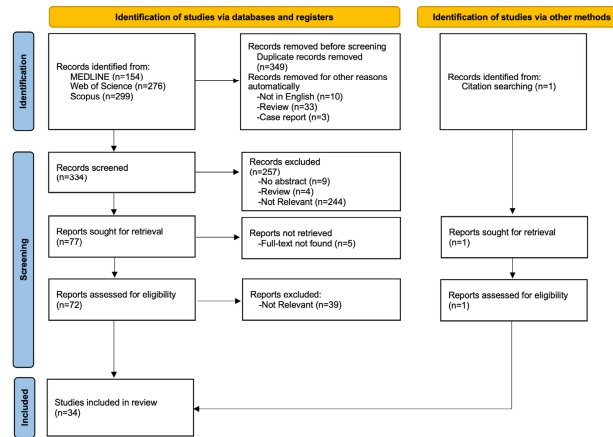 Identification of studies via databases and registers
Identification of studies via other methods
Identification
Records identified from:
MEDLINE (n=154)
Web of Science (n=276)
Scopus (n=299)
Records removed before screening
Duplicate records removed
(n=349)
Records removed for other reasons
automatically
-Not in English (n=10)
-Review (n=33)
-Case report (n=3)
Records identified from:
Citation searching (n=1)
Screening
Records screened
(n=334)
Records excluded
(n=257)
-No abstract (n=9)
-Review (n=4)
-Not Relevant (n=244)
Reports sought for retrieval
(n=77)
Reports not retrieved
-Full-text not found (n=5)
Reports sought for retrieval
(n=1)
Reports assessed for eligibility
(n=72)
Reports excluded:
-Not Relevant (n=39)
Reports assessed for eligibility
(n=1)
Included
Studies included in review
(n=34)